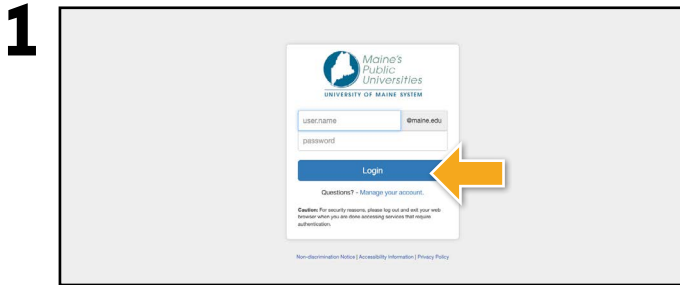 1
Maine's
Public
Universities
UNIVERSITY OF MAINE SYSTEM
user.name @maine.edu
password
Login
Questions? - Manage your account.
Caution: For security reasons, please log out and exit your web
browser when you are done accessing services that require
authentication.
Non-discrimination Notice | Accessibility Information | Privacy Policy